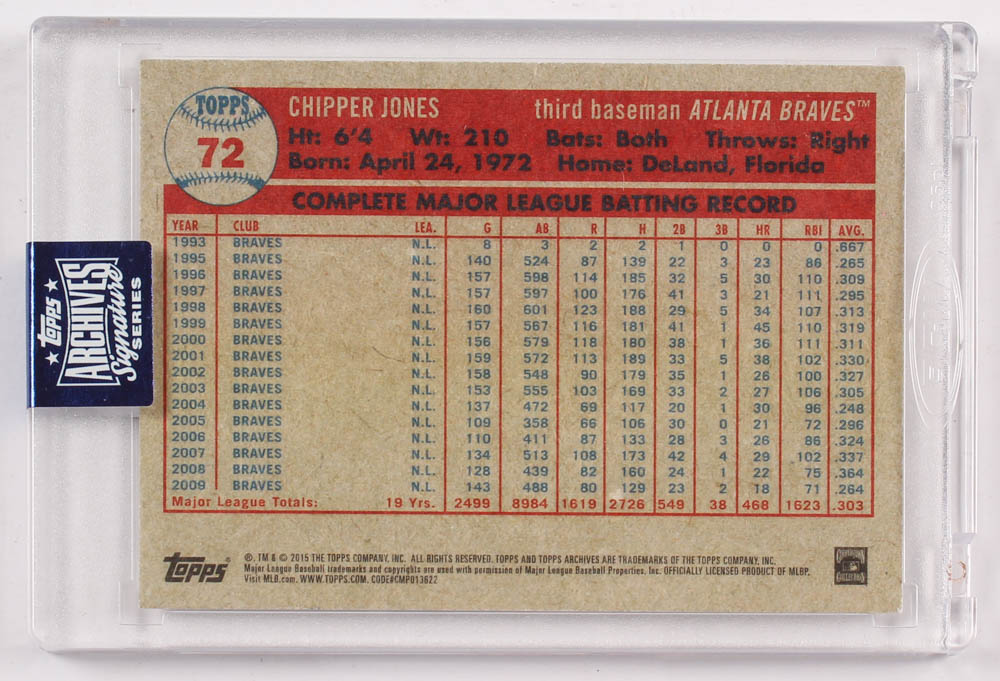 TOPPS
72
CHIPPER JONES third baseman ATLANTA BRAVES™
Ht: 6'4 Wt: 210 Bats: Both Throws: Right
Born: April 24, 1972 Home: DeLand, Florida
COMPLETE MAJOR LEAGUE BATTING RECORD
YEAR CLUB LEA. G AB R H 2B 3B HR RBI AVG.
1993 BRAVES N.L. 8 3 2 2 1 0 0 0 .667
1995 BRAVES N.L. 140 524 87 139 22 3 23 86 .265
1996 BRAVES N.L. 157 598 114 185 32 5 30 110 .309
1997 BRAVES N.L. 157 597 100 176 41 3 21 111 .295
1998 BRAVES N.L. 160 601 123 188 29 5 34 107 .313
1999 BRAVES N.L. 157 567 116 181 41 1 45 110 .319
2000 BRAVES N.L. 156 579 118 180 38 1 36 111 .311
2001 BRAVES N.L. 159 572 113 189 33 5 38 102 .330
2002 BRAVES N.L. 158 548 90 179 35 1 26 100 .327
2003 BRAVES N.L. 153 555 103 169 33 2 27 106 .305
2004 BRAVES N.L. 137 472 69 117 20 1 30 96 .248
2005 BRAVES N.L. 109 358 66 106 30 0 21 72 .296
2006 BRAVES N.L. 110 411 87 133 28 3 26 86 .324
2007 BRAVES N.L. 134 513 108 173 42 4 29 102 .337
2008 BRAVES N.L. 128 439 82 160 24 1 22 75 .364
2009 BRAVES N.L. 143 488 80 129 23 2 18 71 .264
Major League Totals: 19 Yrs. 2499 8984 1619 2726 549 38 468 1623 .303
Topps
®, TM & © 2015 THE TOPPS COMPANY, INC. ALL RIGHTS RESERVED. TOPPS AND TOPPS ARCHIVES ARE TRADEMARKS OF THE TOPPS COMPANY, INC.
Major League Baseball trademarks and copyrights are used with permission of Major League Baseball Properties, Inc. OFFICIALLY LICENSED PRODUCT OF MLBP.
Visit MLB.com. WWW.TOPPS.COM. CODE#CMP013622
COOPERSTOWN
COLLECTION
Topps
ARCHIVES
Signature
SERIES